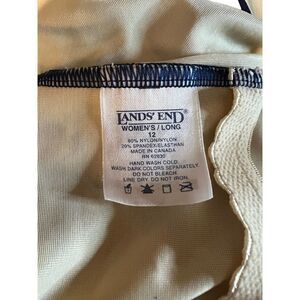 LANDS' END
WOMEN'S / LONG
12
80% NYLON/NYLON
20% SPANDEX/ELASTHAN
MADE IN CANADA
RN 62830
HAND WASH COLD.
WASH DARK COLORS SEPARATELY.
DO NOT BLEACH.
LINE DRY. DO NOT IRON.